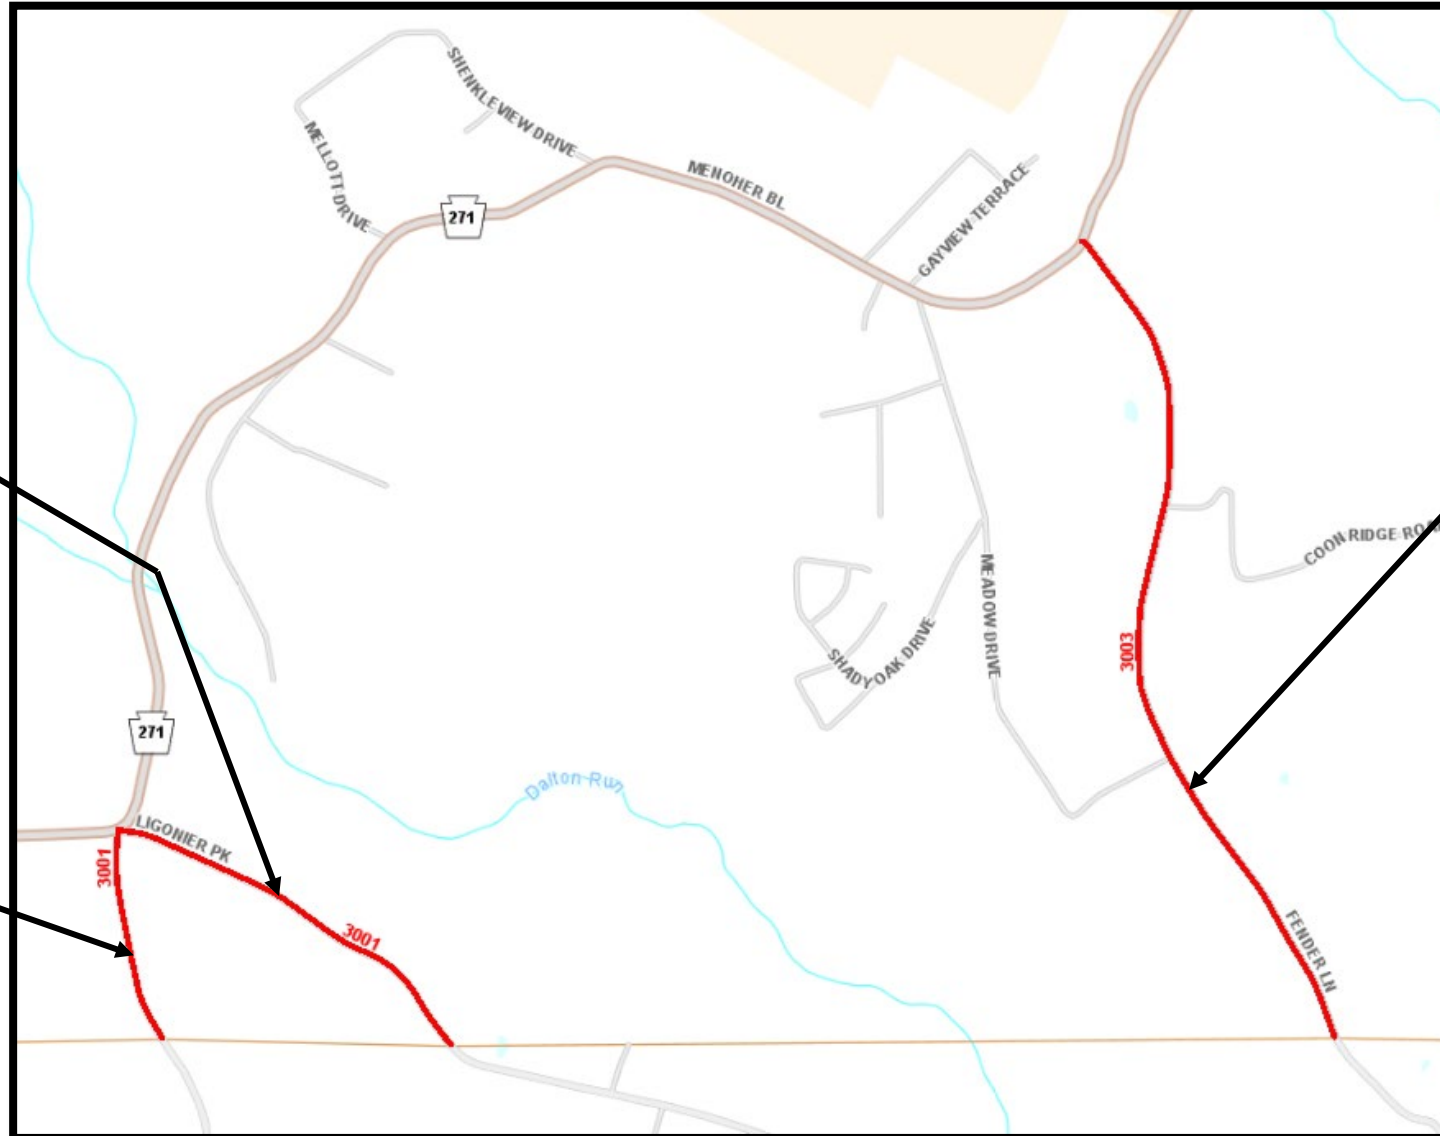 SHENKLEVIEW DRIVE
MELLOTT DRIVE
MENOHER BL
271
GAYVIEW TERRACE
COON RIDGE ROA
MEADOW DRIVE
SHADY OAK DRIVE
3003
271
Dalton Run
LIGONIER PK
3001
3001
FENDER LN